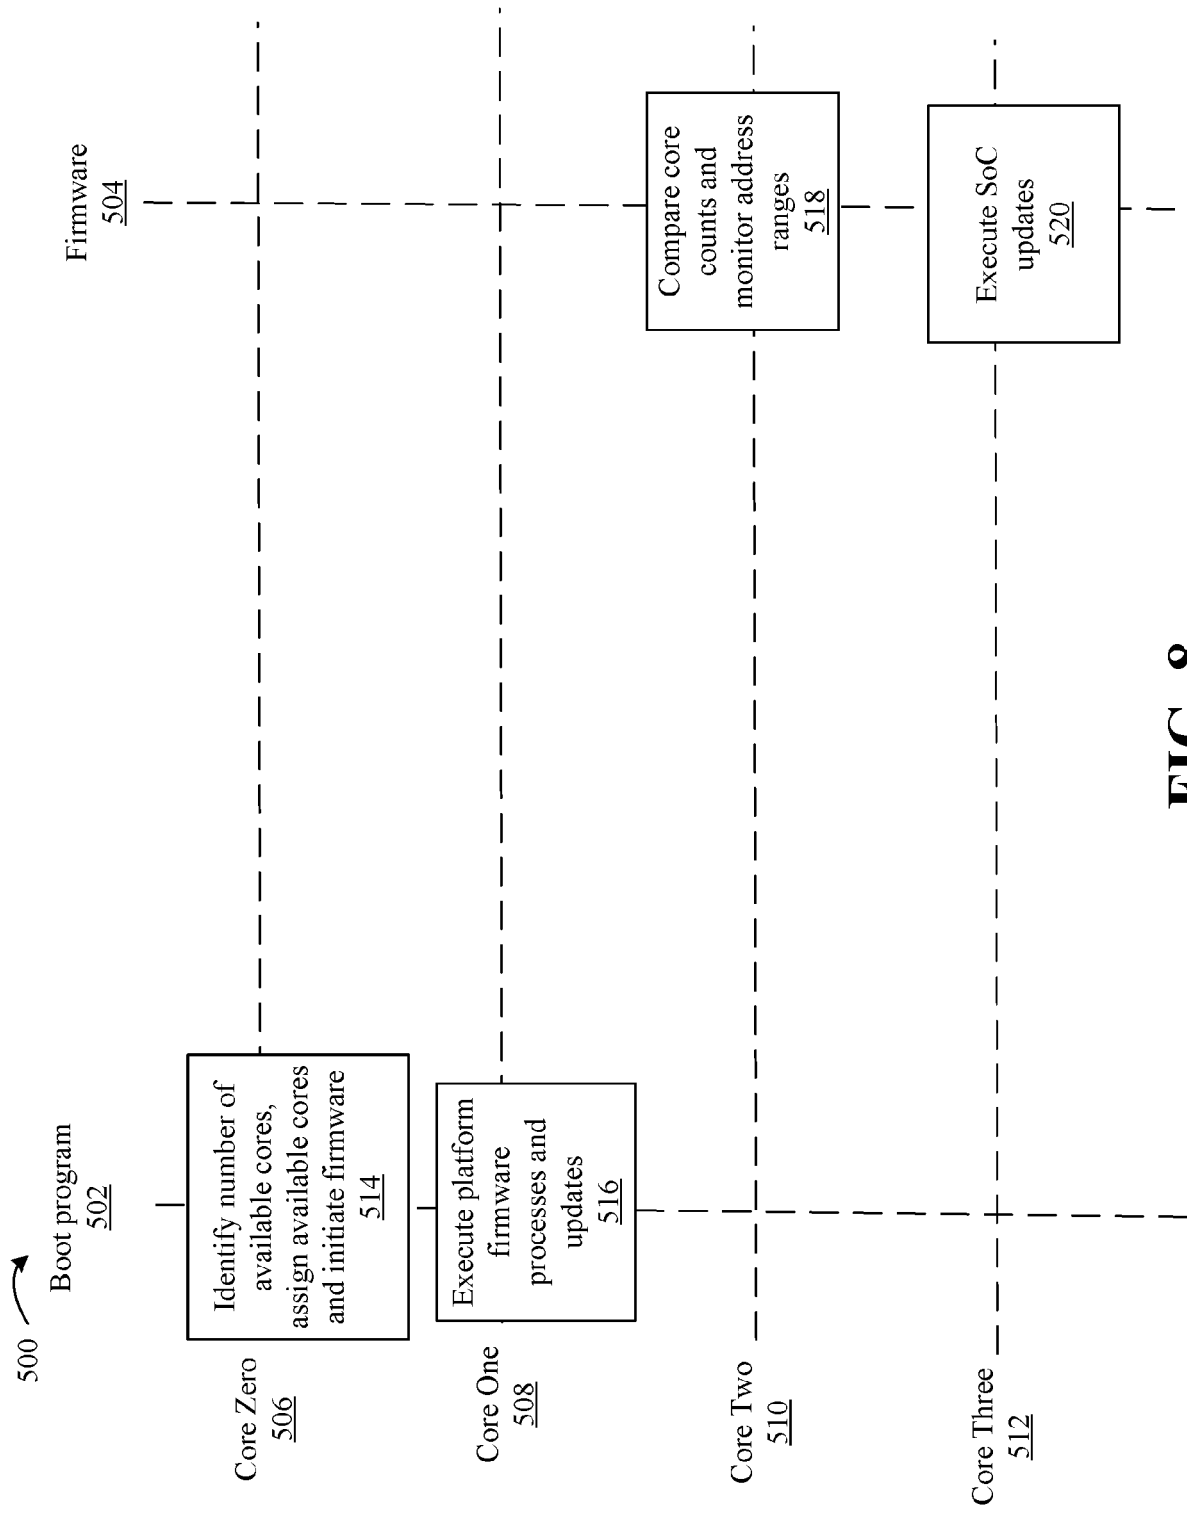 500
Boot program
502
Firmware
504
Core Zero
506
Identify number of
available cores,
assign available cores
and initiate firmware
514
Core One
508
Execute platform
firmware
processes and
updates
516
Core Two
510
Compare core
counts and
monitor address
ranges
518
Core Three
512
Execute SoC
updates
520
FIG. 8